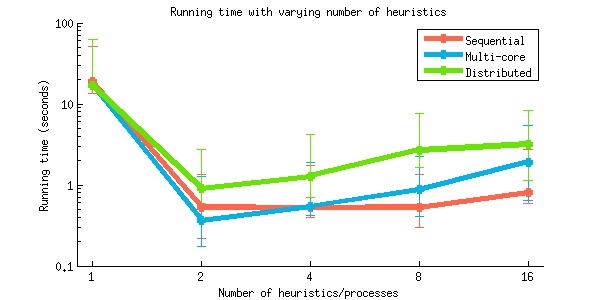 Running time with varying number of heuristics
Sequential
Multi-core
Distributed
Running time (seconds)
100
10
1
0.1
1 2 4 8 16
Number of heuristics/processes